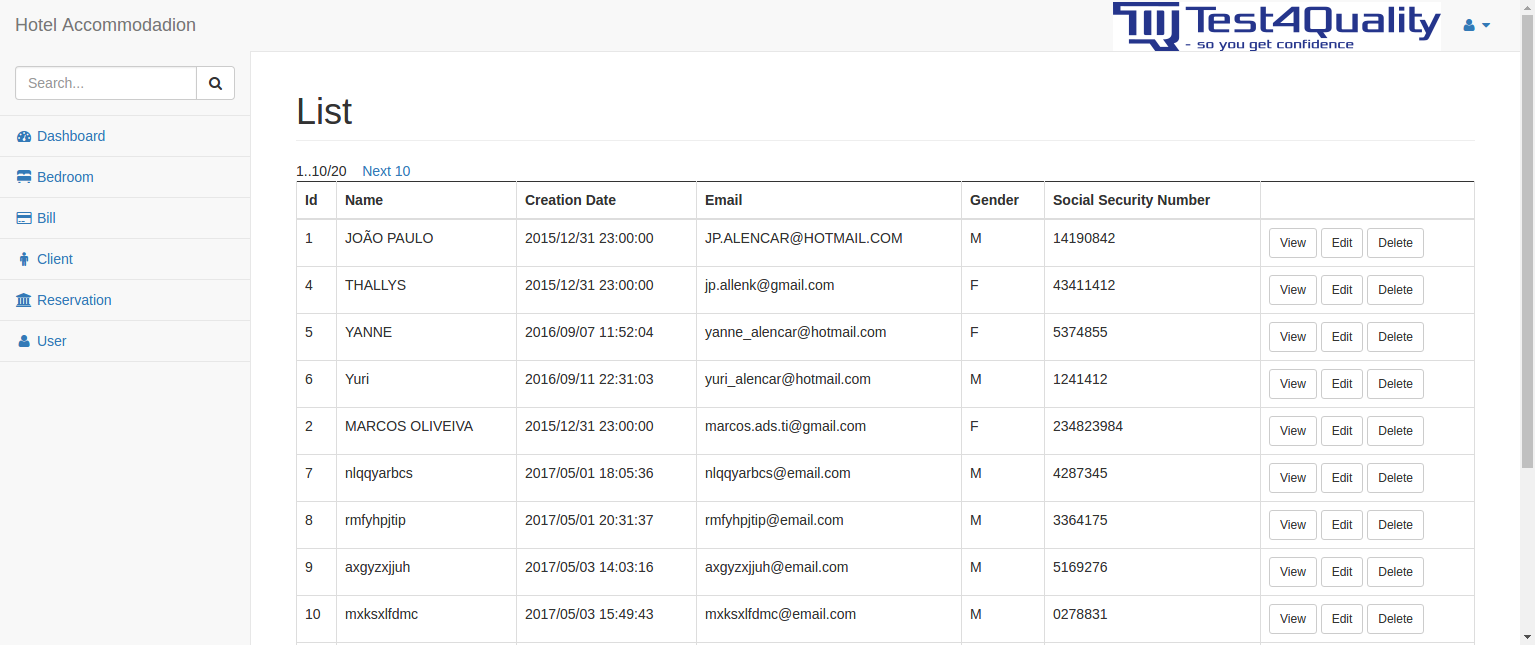 Hotel Accommodadion
TIQ Test4Quality
- so you get confidence
Search...
Dashboard
Bedroom
Bill
Client
Reservation
User
List
1..10/20 Next 10
Id Name Creation Date Email Gender Social Security Number
1 JOÃO PAULO 2015/12/31 23:00:00 JP.ALENCAR@HOTMAIL.COM M 14190842 View Edit Delete
4 THALLYS 2015/12/31 23:00:00 jp.allenk@gmail.com F 43411412 View Edit Delete
5 YANNE 2016/09/07 11:52:04 yanne_alencar@hotmail.com F 5374855 View Edit Delete
6 Yuri 2016/09/11 22:31:03 yuri_alencar@hotmail.com M 1241412 View Edit Delete
2 MARCOS OLIVEIVA 2015/12/31 23:00:00 marcos.ads.ti@gmail.com F 234823984 View Edit Delete
7 nlqqyarbcs 2017/05/01 18:05:36 nlqqyarbcs@email.com M 4287345 View Edit Delete
8 rmfyhpjtip 2017/05/01 20:31:37 rmfyhpjtip@email.com M 3364175 View Edit Delete
9 axgyzxjjuh 2017/05/03 14:03:16 axgyzxjjuh@email.com M 5169276 View Edit Delete
10 mxksxlfdmc 2017/05/03 15:49:43 mxksxlfdmc@email.com M 0278831 View Edit Delete